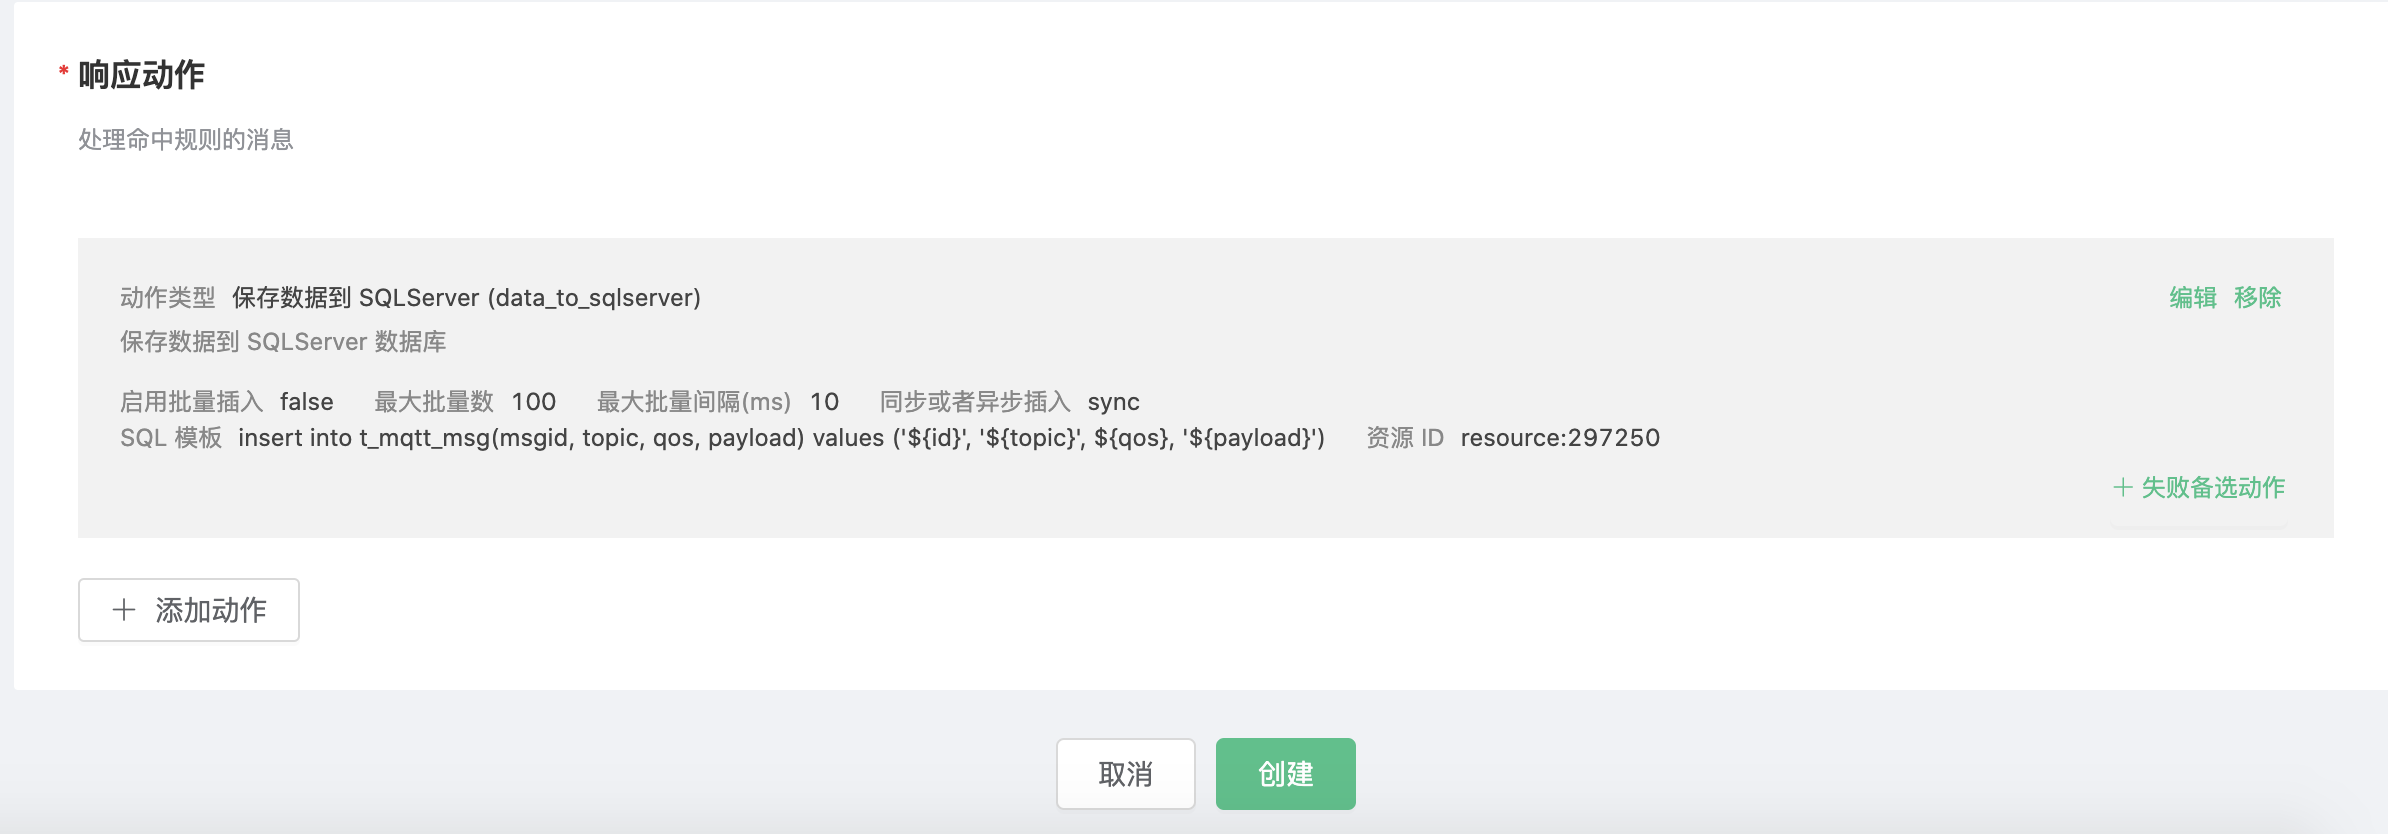 * 响应动作
处理命中规则的消息
动作类型 保存数据到 SQLServer (data_to_sqlserver) 编辑 移除
保存数据到 SQLServer 数据库
启用批量插入 false 最大批量数 100 最大批量间隔(ms) 10 同步或者异步插入 sync
SQL 模板 insert into t_mqtt_msg(msgid, topic, qos, payload) values ('${id}', '${topic}', ${qos}, '${payload}') 资源 ID resource:297250
+ 失败备选动作
+ 添加动作
取消 创建